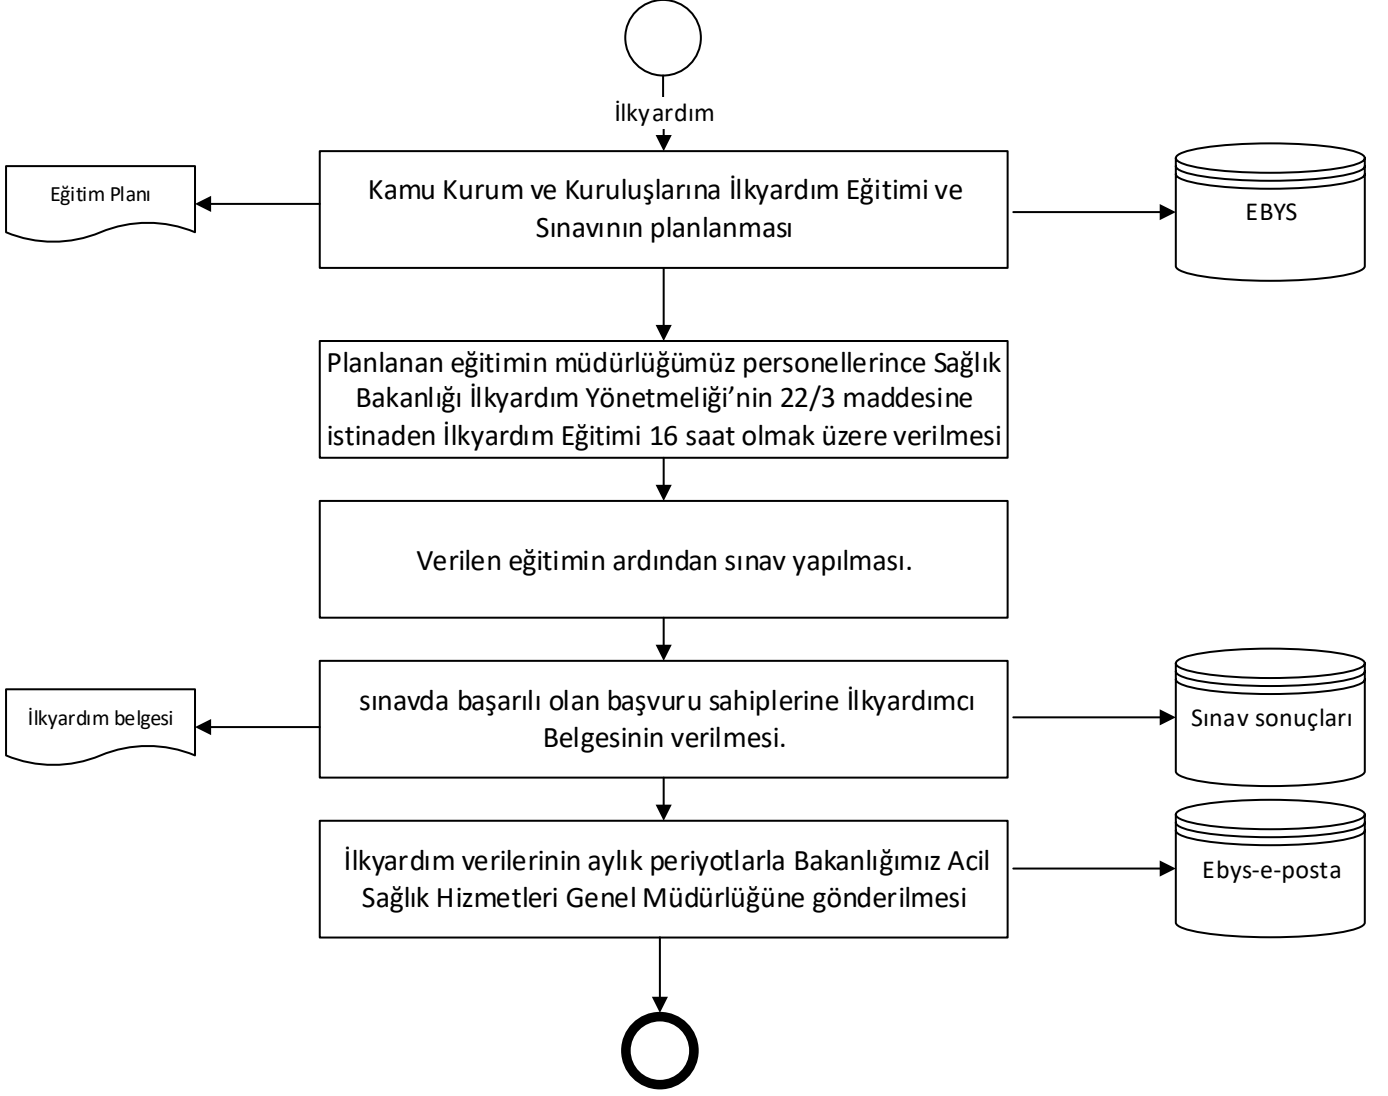 İlkyardım
Eğitim Planı
Kamu Kurum ve Kuruluşlarına İlkyardım Eğitimi ve
Sınavının planlanması
EBYS
Planlanan eğitimin müdürlüğümüz personellerince Sağlık
Bakanlığı İlkyardım Yönetmeliği’nin 22/3 maddesine
istinaden İlkyardım Eğitimi 16 saat olmak üzere verilmesi
Verilen eğitimin ardından sınav yapılması.
İlkyardım belgesi
sınavda başarılı olan başvuru sahiplerine İlkyardımcı
Belgesinin verilmesi.
Sınav sonuçları
İlkyardım verilerinin aylık periyotlarla Bakanlığımız Acil
Sağlık Hizmetleri Genel Müdürlüğüne gönderilmesi
Ebys-e-posta